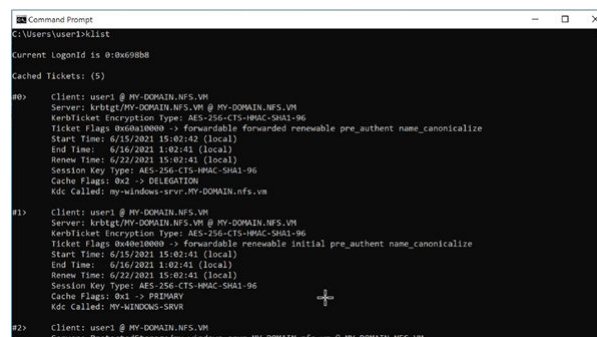 Command Prompt
C:\Users\user1>klist
Current LogonId is 0:0x698b8
Cached Tickets: (5)
#0> Client: user1 @ MY-DOMAIN.NFS.VM
Server: krbtgt/MY-DOMAIN.NFS.VM @ MY-DOMAIN.NFS.VM
KerbTicket Encryption Type: AES-256-CTS-HMAC-SHA1-96
Ticket Flags 0x60a10000 -> forwardable forwarded renewable pre_authent name_canonicalize
Start Time: 6/15/2021 15:02:42 (local)
End Time: 6/16/2021 1:02:41 (local)
Renew Time: 6/22/2021 15:02:41 (local)
Session Key Type: AES-256-CTS-HMAC-SHA1-96
Cache Flags: 0x2 -> DELEGATION
Kdc Called: my-windows-srvr.MY-DOMAIN.nfs.vm
#1> Client: user1 @ MY-DOMAIN.NFS.VM
Server: krbtgt/MY-DOMAIN.NFS.VM @ MY-DOMAIN.NFS.VM
KerbTicket Encryption Type: AES-256-CTS-HMAC-SHA1-96
Ticket Flags 0x40e10000 -> forwardable renewable initial pre_authent name_canonicalize
Start Time: 6/15/2021 15:02:41 (local)
End Time: 6/16/2021 1:02:41 (local)
Renew Time: 6/22/2021 15:02:41 (local)
Session Key Type: AES-256-CTS-HMAC-SHA1-96
Cache Flags: 0x1 -> PRIMARY
Kdc Called: MY-WINDOWS-SRVR
#2> Client: user1 @ MY-DOMAIN.NFS.VM